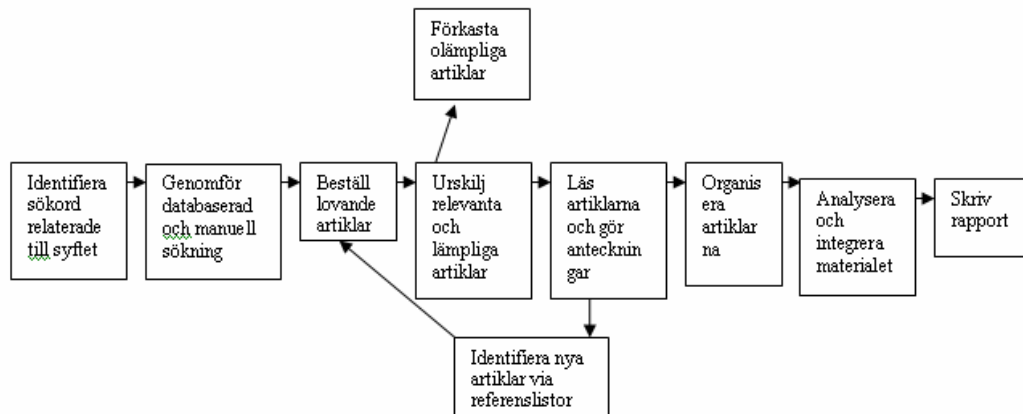 Förkasta
olämpliga
artiklar
Identifiera
sökord
relaterade
till syftet
Genomför
databaserad
och manuell
sökning
Beställ
lovande
artiklar
Urskilj
relevanta
och
lämpliga
artiklar
Läs
artiklarna
och gör
antecknin
gar
Organis
era
artiklar
na
Analysera
och
integrera
materialet
Skriv
rapport
Identifiera nya
artiklar via
referenslistor